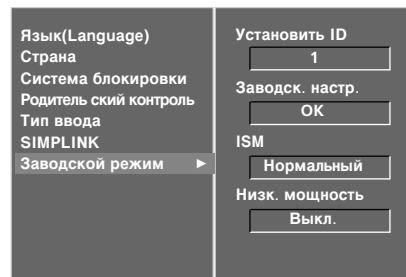 Язык(Language)
Страна
Система блокировки
Родитель ский контроль
Тип ввода
SIMPLINK
Заводской режим ►
Установить ID
1
Заводск. настр.
OK
ISM
Нормальный
Низк. мощность
Выкл.